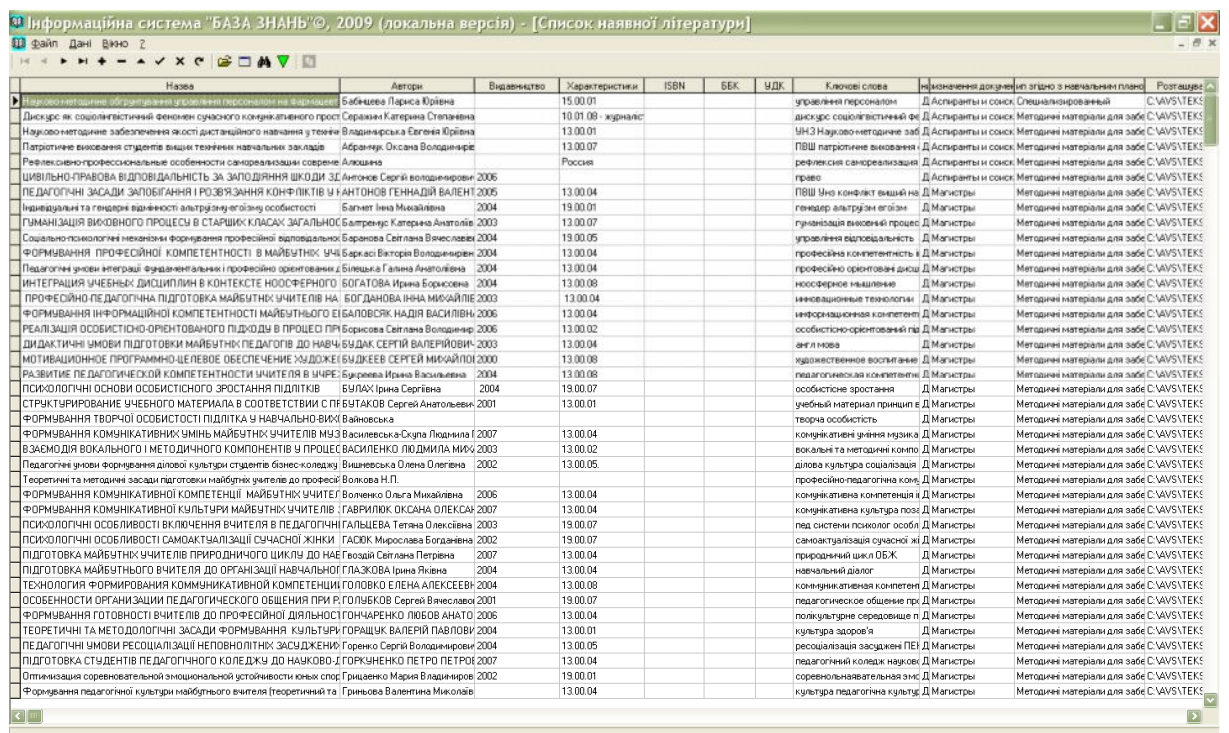 Інформаційна система "БАЗА ЗНАНЬ"©, 2009 (локальна версія) - [Список наявної літератури]
Файл Дані Вікно ?
Назва Автори Видавництво Характеристики ISBN ББК УДК Ключові слова Розташува
Науково-методичне обгрунтування управління персоналом на фармацевт Бабінцева Лариса Юріївна 15.00.01 управління персоналом Д Аспиранты и соиск Специализированный C:\AVS\TEKS
Дискурс як соціолінгвістичний феномен сучасного комунікативного прост Серажим Катерина Степанівна 10.01.08 - журналіс дискурс соціолігвістичний фе Д Аспиранты и соиск Методичні матеріали для забе C:\AVS\TEKS
Науково-методичне забезпечення якості дистанційного навчання у техніч Владимирська Евгенія Юріївна 13.00.01 УНЗ Науково-методичне заб Д Аспиранты и соиск Методичні матеріали для забе C:\AVS\TEKS
Патріотичне виховання студентів вищих технічних навчальних закладів Абрамчук Оксана Володимирів 13.00.07 ПВШ патріотичне виховання Д Аспиранты и соиск Методичні матеріали для забе C:\AVS\TEKS
Рефлексивно-профессиональные особенности самореализации совреме Алюшина Россия рефлексия самореализация Д Аспиранты и соиск Методичні матеріали для забе C:\AVS\TEKS
ЦИВІЛЬНО-ПРАВОВА ВІДПОВІДАЛЬНІСТЬ ЗА ЗАПОДІЯННЯ ШКОДИ ЗД Антонов Сергій володимирович 2006 право Д Аспиранты и соиск Методичні матеріали для забе C:\AVS\TEKS
ПЕДАГОГІЧНІ ЗАСАДИ ЗАПОБІГАННЯ І РОЗВ'ЯЗАННЯ КОНФЛІКТІВ У АНТОНОВ ГЕННАДІЙ ВАЛЕНТ 2005 13.00.04 ПВШ Унз конфлікт вищий на Д Магистры Методичні матеріали для забе C:\AVS\TEKS
Індивідуальні та гендерні відмінності альтруїзму-егоїзму особистості Багмет Інна Михайлівна 2004 19.00.01 генедер альтруїзм егоїзм Д Магистры Методичні матеріали для забе C:\AVS\TEKS
ГУМАНІЗАЦІЯ ВИХОВНОГО ПРОЦЕСУ В СТАРШИХ КЛАСАХ ЗАГАЛЬНОС Балтремус Катерина Анатолів 2003 13.00.07 гуманізація виховний процес Д Магистры Методичні матеріали для забе C:\AVS\TEKS
Соціально-психологічні механізми формування професійної відповідально Баранова Світлана Вячеславів 2004 19.00.05 управління відповідальність Д Магистры Методичні матеріали для забе C:\AVS\TEKS
ФОРМУВАННЯ ПРОФЕСІЙНОЇ КОМПЕТЕНТНОСТІ В МАЙБУТНІХ УЧИ Баркасі Вікторія Володимирівн 2004 13.00.04 професійна компетентність Д Магистры Методичні матеріали для забе C:\AVS\TEKS
Педагогічні умови інтеграції фундаментальних і професійно орієнтованих д Білецька Галина Анатоліївна 2004 13.00.04 професійно орієнтовані дисц Д Магистры Методичні матеріали для забе C:\AVS\TEKS
ИНТЕГРАЦИЯ УЧЕБНЫХ ДИСЦИПЛИН В КОНТЕКСТЕ НООСФЕРНОГО БОГАТОВА Ирина Борисовна 2004 13.00.08 ноосферное мышление Д Магистры Методичні матеріали для забе C:\AVS\TEKS
ПРОФЕСІЙНО-ПЕДАГОГІЧНА ПІДГОТОВКА МАЙБУТНІХ УЧИТЕЛІВ НА БОГДАНОВА ІННА МИХАЙЛІВ 2003 13.00.04 инновационные технологии Д Магистры Методичні матеріали для забе C:\AVS\TEKS
ФОРМУВАННЯ ІНФОРМАЦІЙНОЇ КОМПЕТЕНТНОСТІ МАЙБУТНЬОГО ЕІ БАЛОВСЯК НАДІЯ ВАСИЛІВН 2006 13.00.04 информационная компетент Д Магистры Методичні матеріали для забе C:\AVS\TEKS
РЕАЛІЗАЦІЯ ОСОБИСТІСНО-ОРІЄНТОВАНОГО ПІДХОДУ В ПРОЦЕСІ ПРИ Борисова Світлана Володимир 2006 13.00.02 особистісно-орієнтований під Д Магистры Методичні матеріали для забе C:\AVS\TEKS
ДИДАКТИЧНІ УМОВИ ПІДГОТОВКИ МАЙБУТНІХ ПЕДАГОГІВ ДО НАВЧ БУДАК СЕРГІЙ ВАЛЕРІЙОВИЧ 2003 13.00.04 англ мова Д Магистры Методичні матеріали для забе C:\AVS\TEKS
МОТИВАЦИОННОЕ ПРОГРАММНО-ЦЕЛЕВОЕ ОБЕСПЕЧЕНИЕ ХУДОЖЕ БУДКЕЕВ СЕРГЕЙ МИХАЙЛОІ 2000 13.00.08 художественное воспитание Д Магистры Методичні матеріали для забе C:\AVS\TEKS
РАЗВИТИЕ ПЕДАГОГИЧЕСКОЙ КОМПЕТЕНТНОСТИ УЧИТЕЛЯ В УЧРЕ Букреева Ирина Васильевна 2004 13.00.08 педагогическая компетентн Д Магистры Методичні матеріали для забе C:\AVS\TEKS
ПСИХОЛОГІЧНІ ОСНОВИ ОСОБИСТІСНОГО ЗРОСТАННЯ ПІДЛІТКІВ БУЛАХ Ірина Сергіївна 2004 19.00.07 особистісне зростання Д Магистры Методичні матеріали для забе C:\AVS\TEKS
СТРУКТУРИРОВАНИЕ УЧЕБНОГО МАТЕРИАЛА В СООТВЕТСТВИИ С ПР БУТАКОВ Сергей Анатольевич 2001 13.00.01 учебный материал принцип в Д Магистры Методичні матеріали для забе C:\AVS\TEKS
ФОРМУВАННЯ ТВОРЧОЇ ОСОБИСТОСТІ ПІДЛІТКА У НАВЧАЛЬНО-ВИХ Вайновська творча особистість Д Магистры Методичні матеріали для забе C:\AVS\TEKS
ФОРМУВАННЯ КОМУНІКАТИВНИХ УМІНЬ МАЙБУТНІХ УЧИТЕЛІВ МУЗ Василевська-Скупа Людмила 2007 13.00.04 комунікативні уміння музика Д Магистры Методичні матеріали для забе C:\AVS\TEKS
ВЗАЄМОДІЯ ВОКАЛЬНОГО І МЕТОДИЧНОГО КОМПОНЕНТІВ У ПРОЦЕС ВАСИЛЕНКО ЛЮДМИЛА МИХ 2003 13.00.02 вокальні та методичні компо Д Магистры Методичні матеріали для забе C:\AVS\TEKS
Педагогічні умови формування ділової культури студентів бізнес-коледжу Вишневська Олена Олегівна 2002 13.00.05. ділова культура соціалізація Д Магистры Методичні матеріали для забе C:\AVS\TEKS
Теоретичні та методичні засади підготовки майбутніх учителів до професій Волкова Н.П. професійно-педагогічна кому Д Магистры Методичні матеріали для забе C:\AVS\TEKS
ФОРМУВАННЯ КОМУНІКАТИВНОЇ КОМПЕТЕНЦІЇ МАЙБУТНІХ УЧИТЕЛ Волченко Ольга Михайлівна 2006 13.00.04 комунікативна компетенція Д Магистры Методичні матеріали для забе C:\AVS\TEKS
ФОРМУВАННЯ КОМУНІКАТИВНОЇ КУЛЬТУРИ МАЙБУТНІХ УЧИТЕЛІВ ГАВРИЛЮК ОКСАНА ОЛЕКСАН 2007 13.00.04 комунікативна культура поза Д Магистры Методичні матеріали для забе C:\AVS\TEKS
ПСИХОЛОГІЧНІ ОСОБЛИВОСТІ ВКЛЮЧЕННЯ ВЧИТЕЛЯ В ПЕДАГОГІЧНІ ГАЛЬЦЕВА Тетяна Олексіївна 2003 19.00.07 пед системи психолог особл Д Магистры Методичні матеріали для забе C:\AVS\TEKS
ПСИХОЛОГІЧНІ ОСОБЛИВОСТІ САМОАКТУАЛІЗАЦІЇ СУЧАСНОЇ ЖІНКИ ГАСЮК Мирослава Богданівна 2002 19.00.07 самоактуалізація сучасної жі Д Магистры Методичні матеріали для забе C:\AVS\TEKS
ПІДГОТОВКА МАЙБУТНІХ УЧИТЕЛІВ ПРИРОДНИЧОГО ЦИКЛУ ДО НАВ Гвоздій Світлана Петрівна 2007 13.00.04 природничий цикл ОБЖ Д Магистры Методичні матеріали для забе C:\AVS\TEKS
ПІДГОТОВКА МАЙБУТНЬОГО ВЧИТЕЛЯ ДО ОРГАНІЗАЦІЇ НАВЧАЛЬНОГ ГЛАЗКОВА Ірина Яківна 2004 13.00.04 навчальний діалог Д Магистры Методичні матеріали для забе C:\AVS\TEKS
ТЕХНОЛОГИЯ ФОРМИРОВАНИЯ КОММУНИКАТИВНОЙ КОМПЕТЕНЦИИ ГОЛОВКО ЕЛЕНА АЛЕКСЕЕВН 2004 13.00.08 коммуникативная компетен Д Магистры Методичні матеріали для забе C:\AVS\TEKS
ОСОБЕННОСТИ ОРГАНИЗАЦИИ ПЕДАГОГИЧЕСКОГО ОБЩЕНИЯ ПРИ Р ГОЛУБКОВ Сергей Вячеславо 2001 19.00.07 педагогическое общение пр Д Магистры Методичні матеріали для забе C:\AVS\TEKS
ФОРМУВАННЯ ГОТОВНОСТІ ВЧИТЕЛІВ ДО ПРОФЕСІЙНОЇ ДІЯЛЬНОСТ ГОНЧАРЕНКО ЛЮБОВ АНАТО 2006 13.00.04 полікультурне середовище п Д Магистры Методичні матеріали для забе C:\AVS\TEKS
ТЕОРЕТИЧНІ ТА МЕТОДОЛОГІЧНІ ЗАСАДИ ФОРМУВАННЯ КУЛЬТУРИ ГОРАЩУК ВАЛЕРІЙ ПАВЛОВИ 2004 13.00.01 культура здоров'я Д Магистры Методичні матеріали для забе C:\AVS\TEKS
ПЕДАГОГІЧНІ УМОВИ РЕСОЦІАЛІЗАЦІЇ НЕПОВНОЛІТНІХ ЗАСУДЖЕНИХ Горенко Сергій Володимирови 2004 13.00.05 ресоціалізація засуджені ПЕН Д Магистры Методичні матеріали для забе C:\AVS\TEKS
ПІДГОТОВКА СТУДЕНТІВ ПЕДАГОГІЧНОГО КОЛЕДЖУ ДО НАУКОВО-Д ГОРКУНЕНКО ПЕТРО ПЕТРОВ 2007 13.00.04 педагогічний коледж науково Д Магистры Методичні матеріали для забе C:\AVS\TEKS
Оптимизация соревновательной эмоциональной устойчивости юных спор Грицаенко Мария Владимиров 2002 19.00.01 соревнольнаявательная эмо Д Магистры Методичні матеріали для забе C:\AVS\TEKS
Формування педагогічної культури майбутнього вчителя (теоретичний та Гриньова Валентина Миколаїв 13.00.04 культура педагогічна культу Д Магистры Методичні матеріали для забе C:\AVS\TEKS